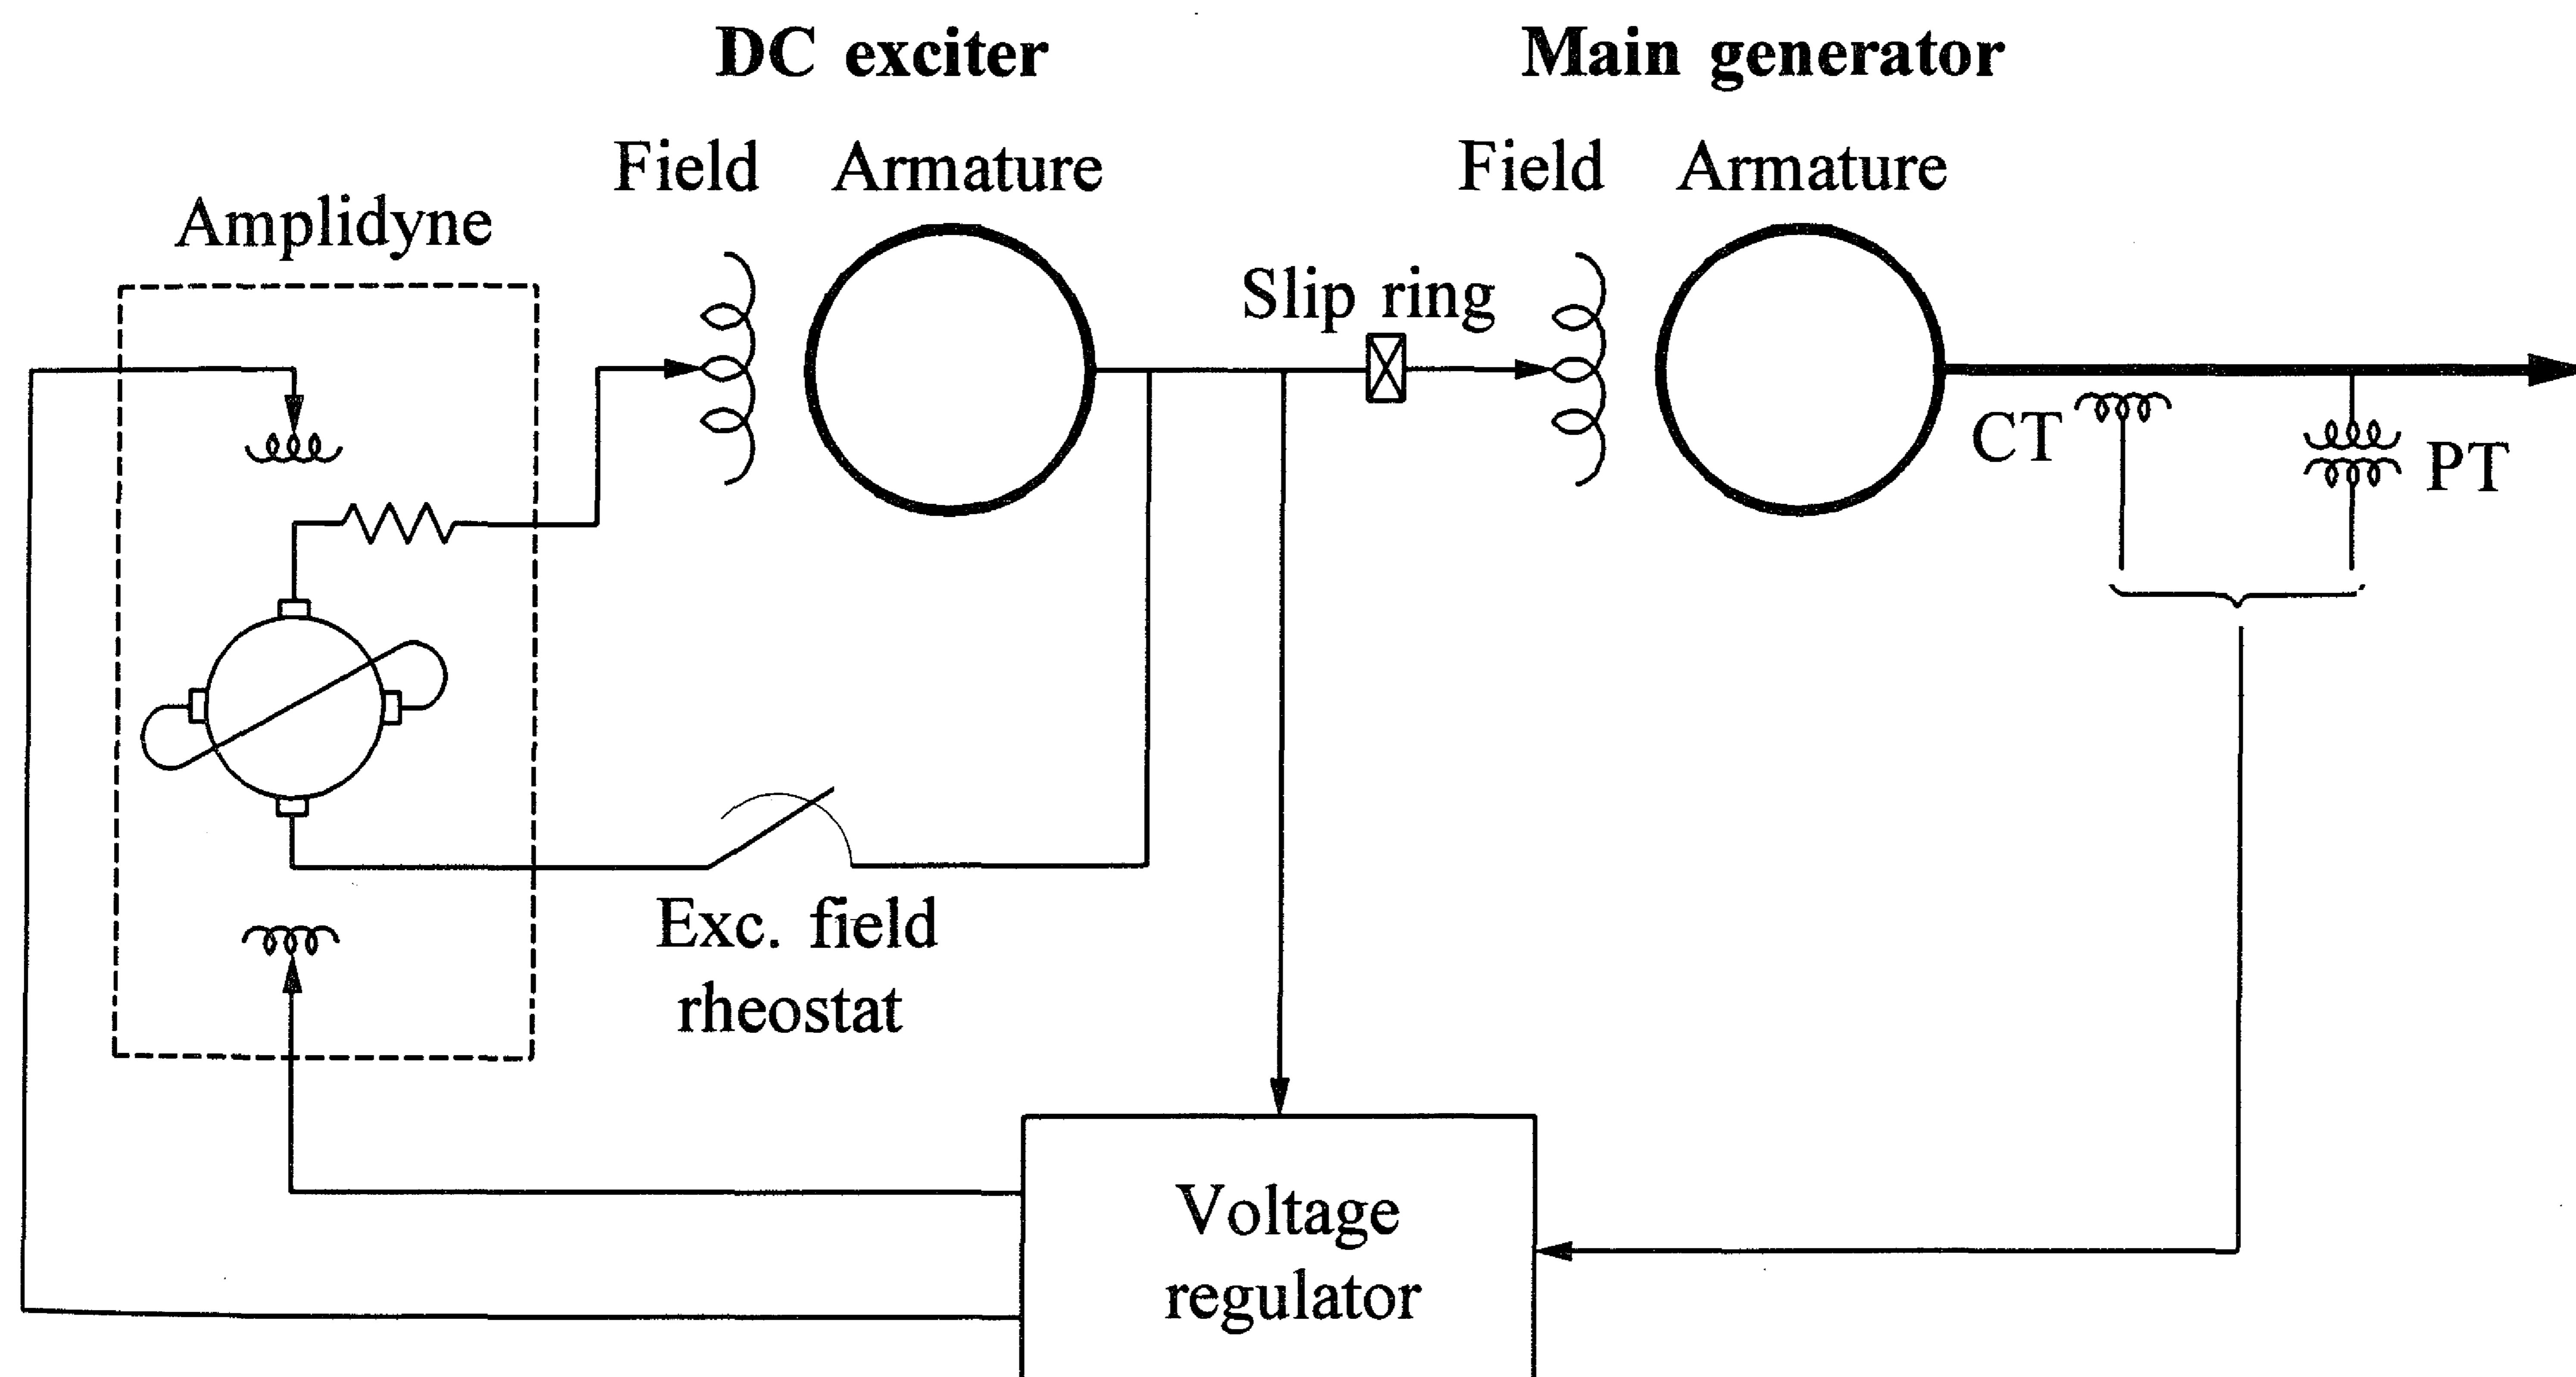 DC exciter
Main generator
Field
Armature
Field
Armature
Amplidyne
Slip ring
CT
PT
Exc. field
rheostat
Voltage
regulator